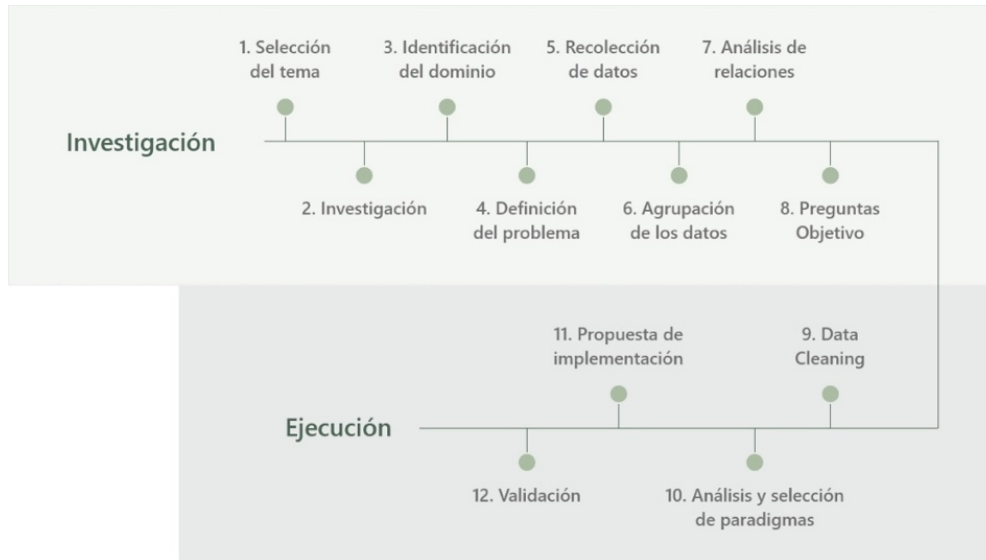 1. Selección
del tema
3. Identificación
del dominio
5. Recolección
de datos
7. Análisis de
relaciones
Investigación
2. Investigación
4. Definición
del problema
6. Agrupación
de los datos
8. Preguntas
Objetivo
11. Propuesta de
implementación
9. Data
Cleaning
Ejecución
12. Validación
10. Análisis y selección
de paradigmas